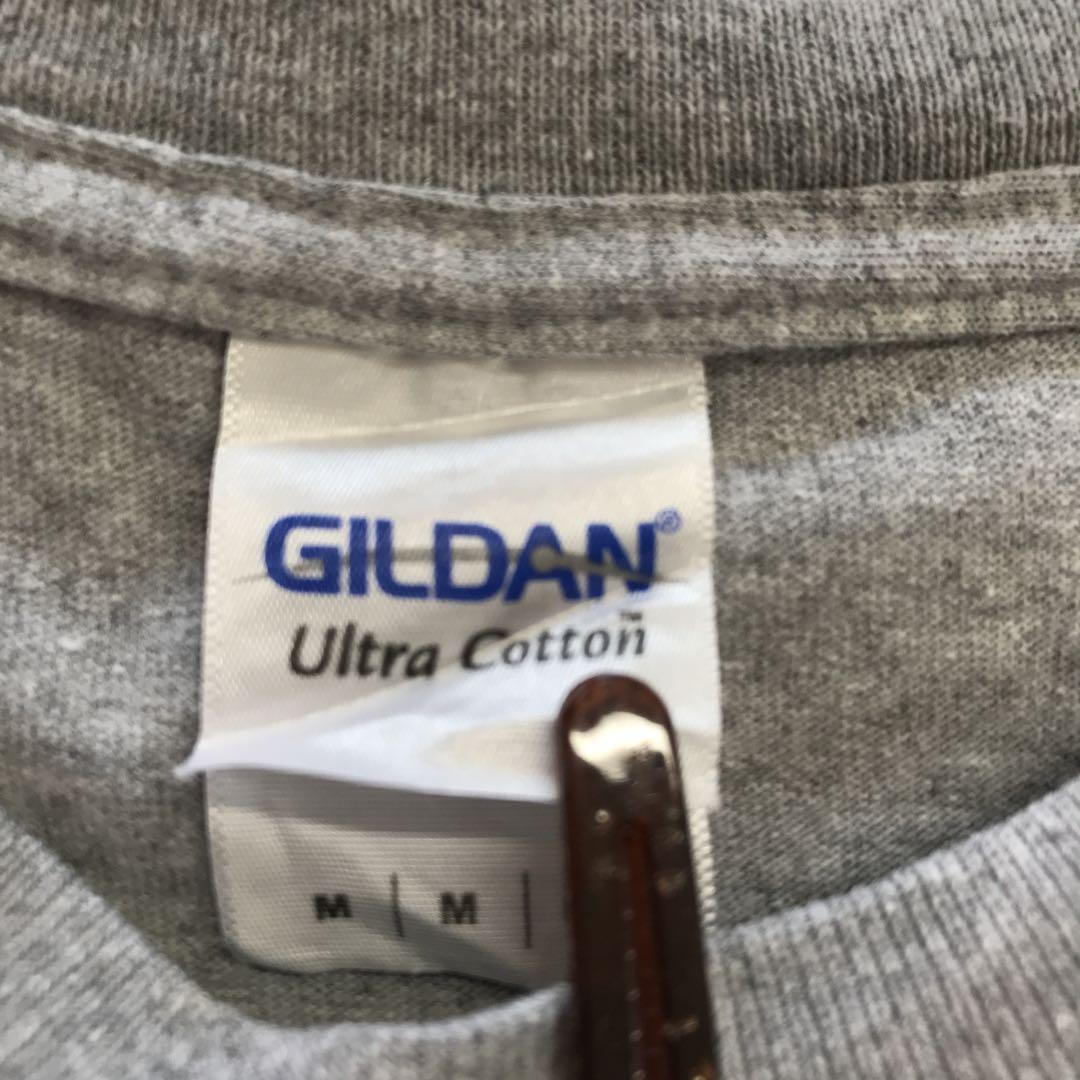 GILDAN®
Ultra Cotton™
M | M |